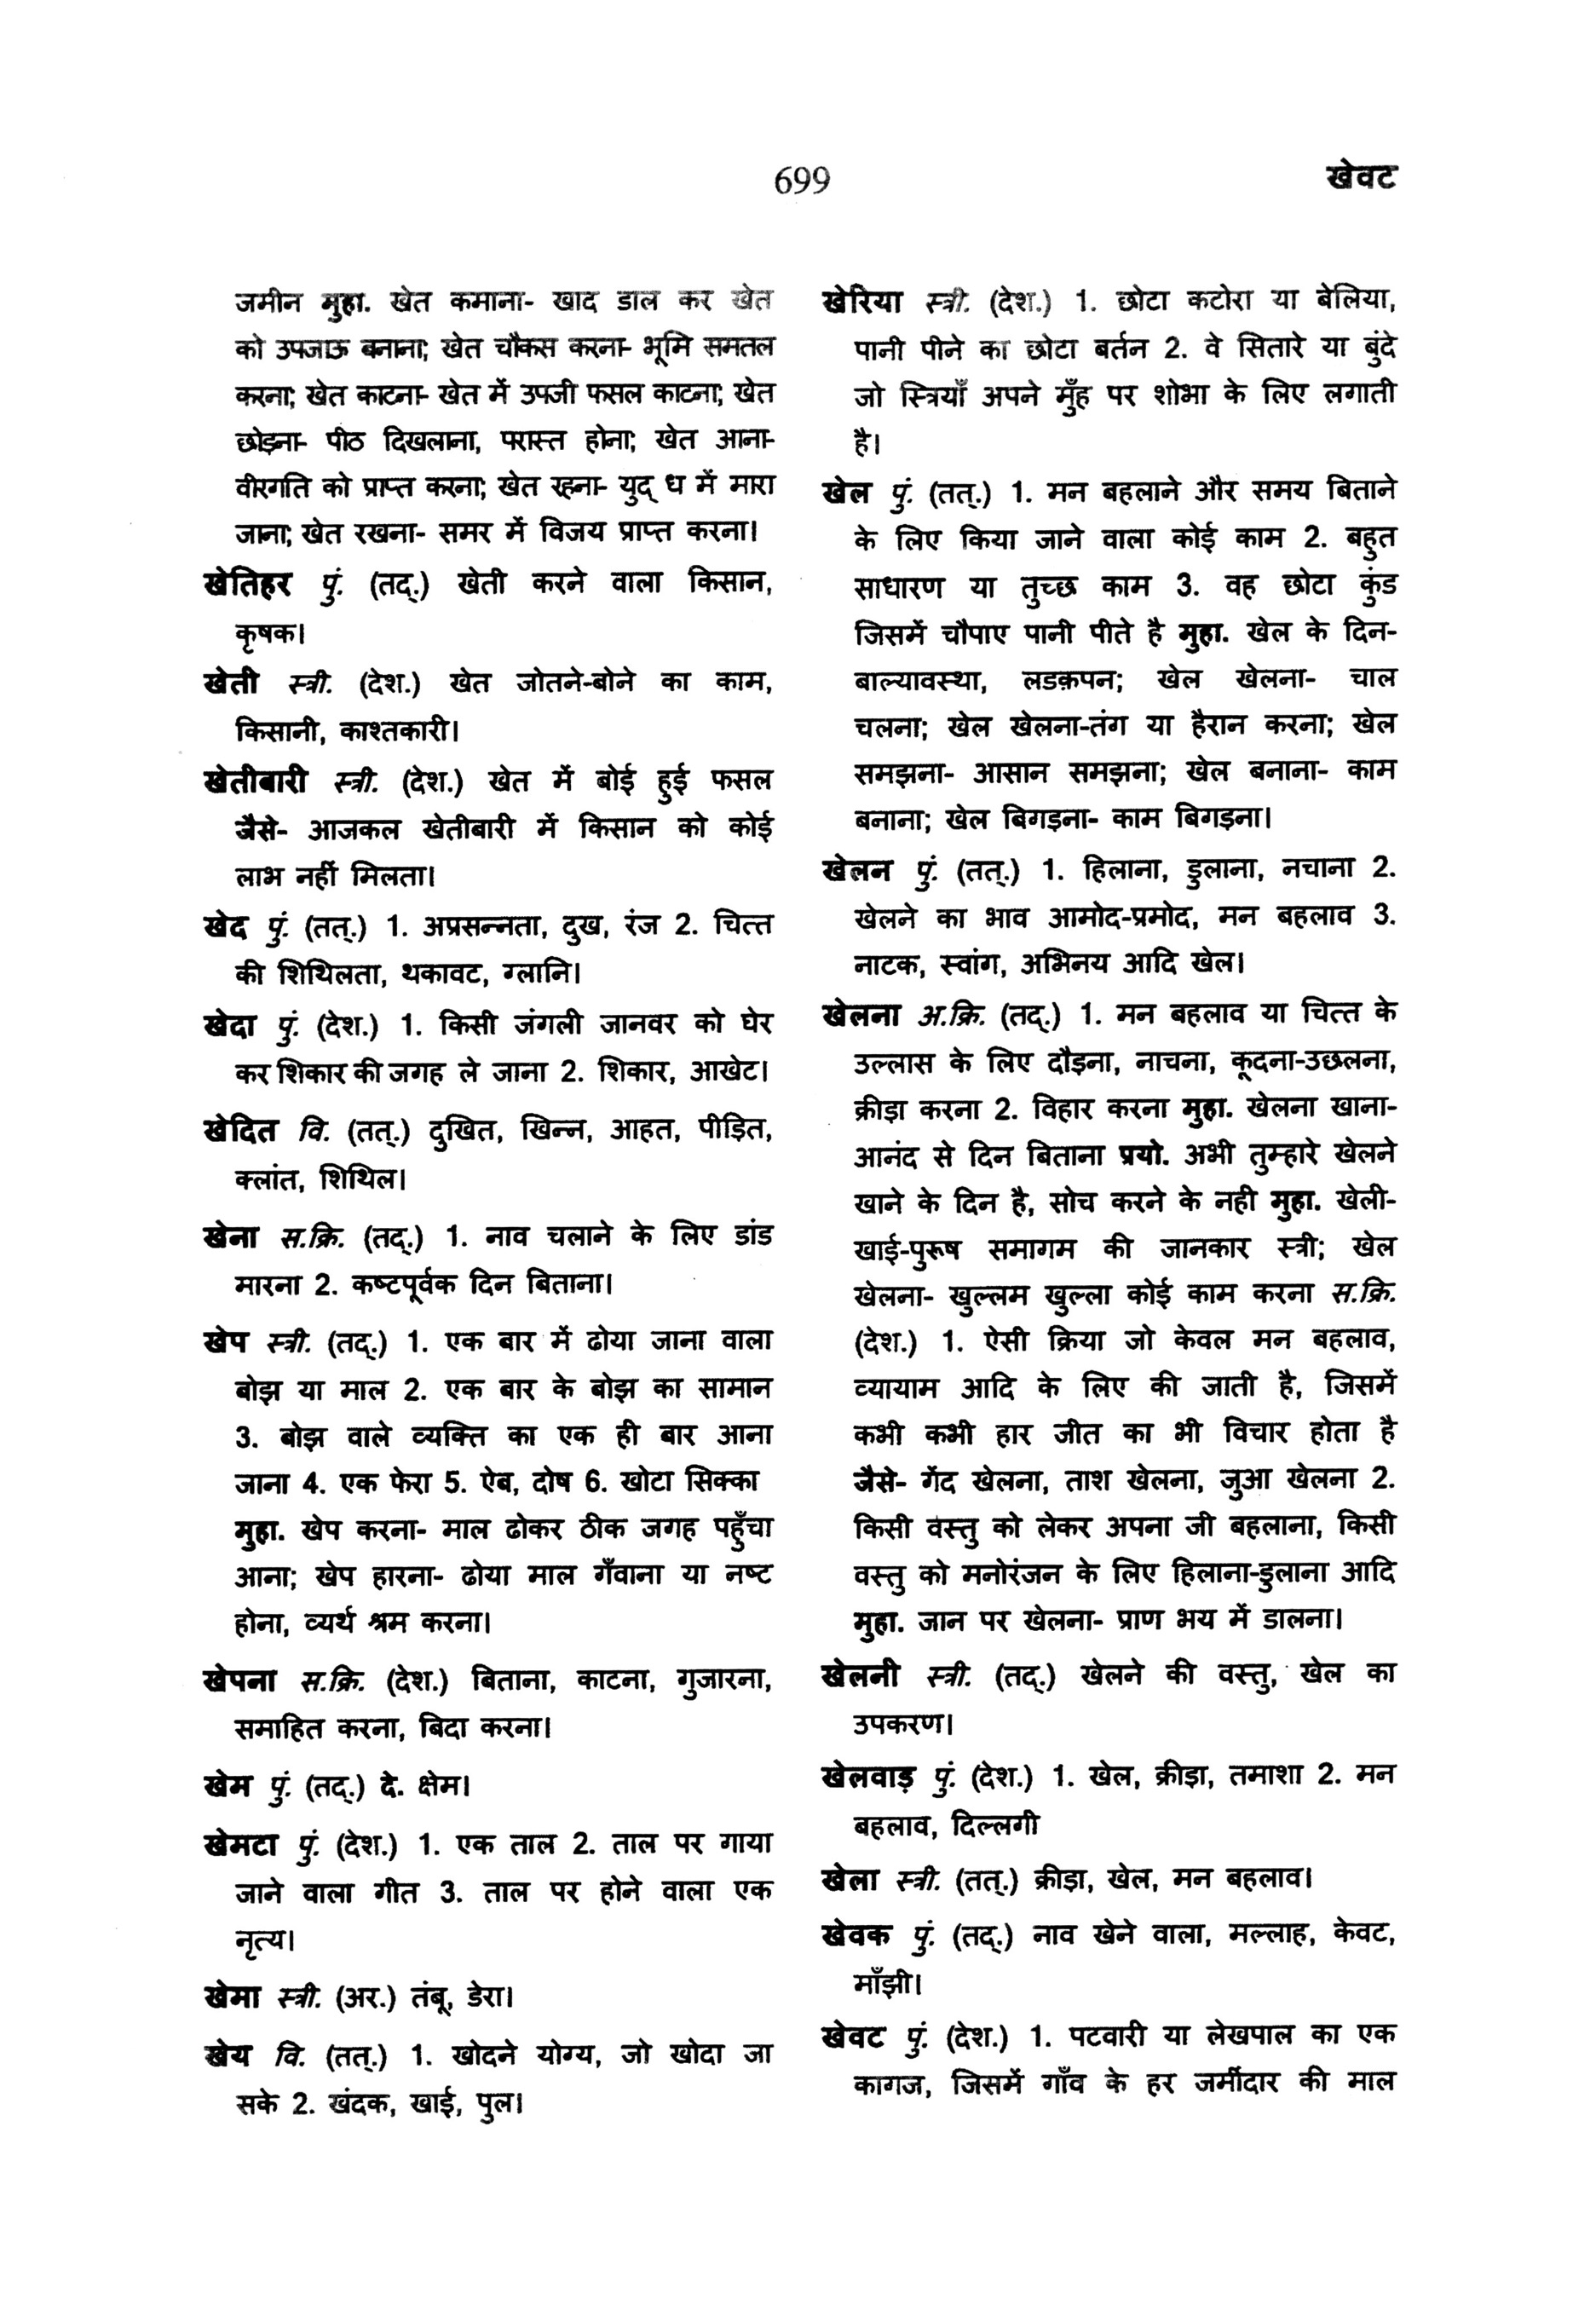 699
खेवट
जमीन मुहा. खेत कमाना- खाद डाल कर खेत
को उपजाऊ बनाना; खेत चौकस करना- भूमि समतल
करना; खेत काटना- खेत में उपजी फसल काटना; खेत
छोड़ना- पीठ दिखलाना, परास्त होना; खेत आना-
वीरगति को प्राप्त करना; खेत रहना- युद् ध में मारा
जाना; खेत रखना- समर में विजय प्राप्त करना।
खेतिहर पुं. (तद्.) खेती करने वाला किसान,
कृषक।
खेती स्त्री. (देश.) खेत जोतने-बोने का काम,
किसानी, काश्तकारी।
खेतीबारी स्त्री. (देश.) खेत में बोई हुई फसल
जैसे- आजकल खेतीबारी में किसान को कोई
लाभ नहीं मिलता।
खेद पुं. (तत्.) 1. अप्रसन्नता, दुख, रंज 2. चित्त
की शिथिलता, थकावट, ग्लानि।
खेदा पुं. (देश.) 1. किसी जंगली जानवर को घेर
कर शिकार की जगह ले जाना 2. शिकार, आखेट।
खेदित वि. (तत्.) दुखित, खिन्न, आहत, पीड़ित,
क्लांत, शिथिल।
खेना स.क्रि. (तद्.) 1. नाव चलाने के लिए डांड
मारना 2. कष्टपूर्वक दिन बिताना।
खेप स्त्री. (तद्.) 1. एक बार में ढोया जाना वाला
बोझ या माल 2. एक बार के बोझ का सामान
3. बोझ वाले व्यक्ति का एक ही बार आना
जाना 4. एक फेरा 5. ऐब, दोष 6. खोटा सिक्का
मुहा. खेप करना- माल ढोकर ठीक जगह पहुँचा
आना; खेप हारना- ढोया माल गँवाना या नष्ट
होना, व्यर्थ श्रम करना।
खेपना स.क्रि. (देश.) बिताना, काटना, गुजारना,
समाहित करना, बिदा करना।
खेम पुं. (तद्.) दे. क्षेम।
खेमटा पुं. (देश.) 1. एक ताल 2. ताल पर गाया
जाने वाला गीत 3. ताल पर होने वाला एक
नृत्य।
खेमा स्त्री. (अर.) तंबू, डेरा।
खेय वि. (तत्.) 1. खोदने योग्य, जो खोदा जा
सके 2. खंदक, खाई, पुल।
खेरिया स्त्री. (देश.) 1. छोटा कटोरा या बेलिया,
पानी पीने का छोटा बर्तन 2. वे सितारे या बुंदे
जो स्त्रियाँ अपने मुँह पर शोभा के लिए लगाती
है।
खेल पुं. (तत्.) 1. मन बहलाने और समय बिताने
के लिए किया जाने वाला कोई काम 2. बहुत
साधारण या तुच्छ काम 3. वह छोटा कुंड
जिसमें चौपाए पानी पीते है मुहा. खेल के दिन-
बाल्यावस्था, लडक़पन; खेल खेलना- चाल
चलना; खेल खेलना-तंग या हैरान करना; खेल
समझना- आसान समझना; खेल बनाना- काम
बनाना; खेल बिगड़ना- काम बिगड़ना।
खेलन पुं. (तत्.) 1. हिलाना, डुलाना, नचाना 2.
खेलने का भाव आमोद-प्रमोद, मन बहलाव 3.
नाटक, स्वांग, अभिनय आदि खेल।
खेलना अ.क्रि. (तद्.) 1. मन बहलाव या चित्त के
उल्लास के लिए दौड़ना, नाचना, कूदना-उछलना,
क्रीड़ा करना 2. विहार करना मुहा. खेलना खाना-
आनंद से दिन बिताना प्रयो. अभी तुम्हारे खेलने
खाने के दिन है, सोच करने के नही मुहा. खेली-
खाई-पुरूष समागम की जानकार स्त्री; खेल
खेलना- खुल्लम खुल्ला कोई काम करना स.क्रि.
(देश.) 1. ऐसी क्रिया जो केवल मन बहलाव,
व्यायाम आदि के लिए की जाती है, जिसमें
कभी कभी हार जीत का भी विचार होता है
जैसे- गेंद खेलना, ताश खेलना, जुआ खेलना 2.
किसी वस्तु को लेकर अपना जी बहलाना, किसी
वस्तु को मनोरंजन के लिए हिलाना-डुलाना आदि
मुहा. जान पर खेलना- प्राण भय में डालना।
खेलनी स्त्री. (तद्.) खेलने की वस्तु, खेल का
उपकरण।
खेलवाड़ पुं. (देश.) 1. खेल, क्रीड़ा, तमाशा 2. मन
बहलाव, दिल्लगी
खेला स्त्री. (तत्.) क्रीड़ा, खेल, मन बहलाव।
खेवक पुं. (तद्.) नाव खेने वाला, मल्लाह, केवट,
माँझी।
खेवट पुं. (देश.) 1. पटवारी या लेखपाल का एक
कागज, जिसमें गाँव के हर जमींदार की माल